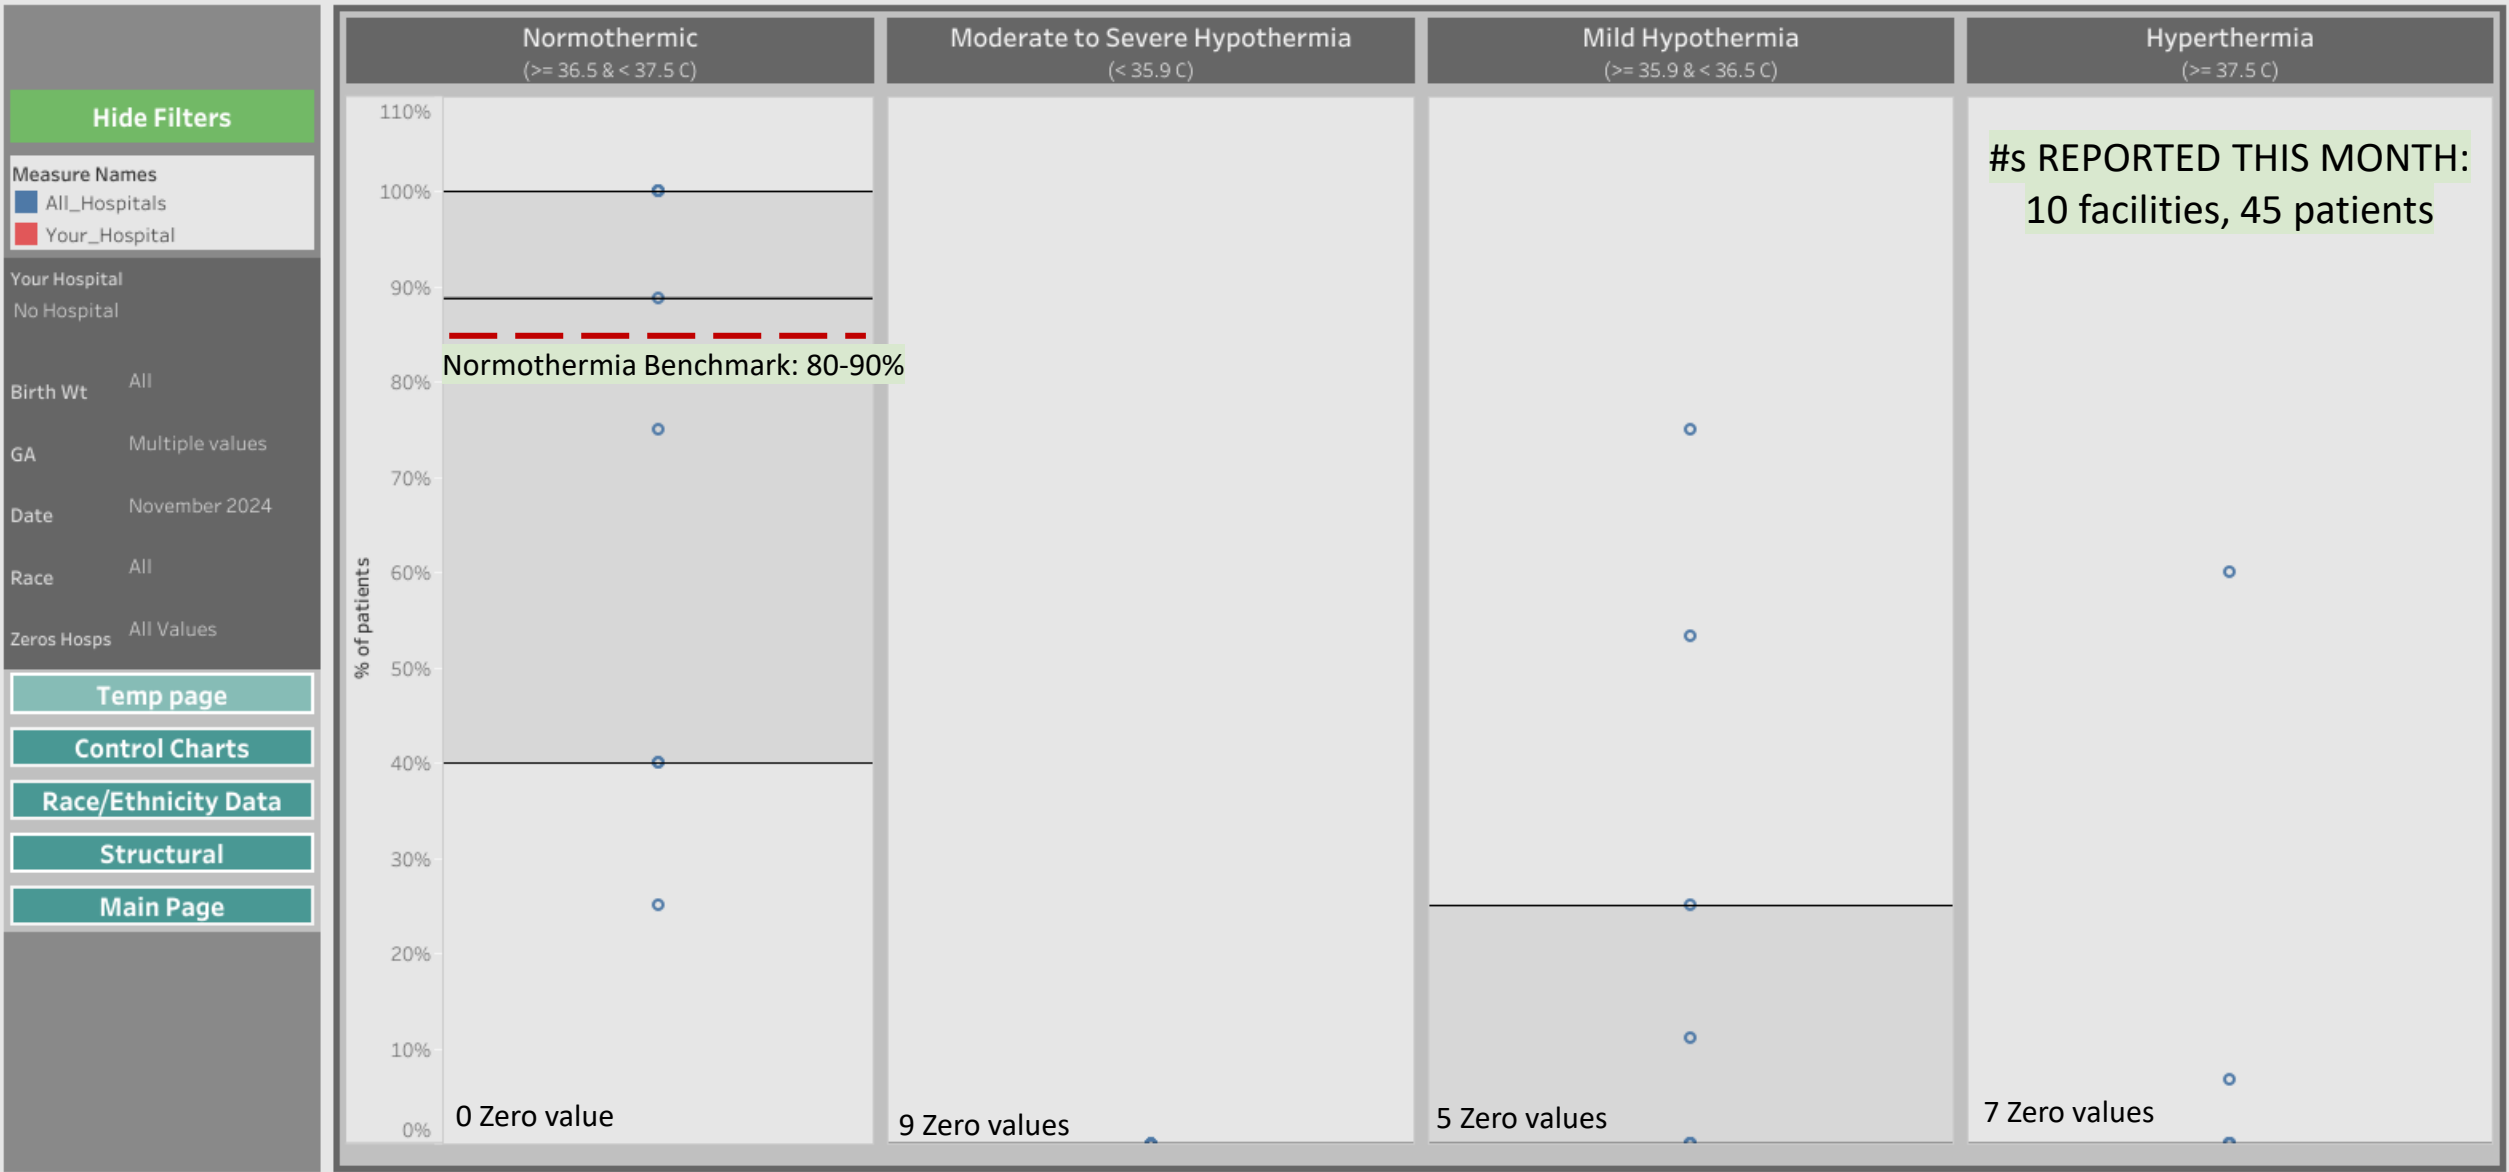 Hide Filters
Measure Names
All_Hospitals
Your_Hospital
Your Hospital
No Hospital
Birth Wt All
GA Multiple values
Date November 2024
Race All
Zeros Hosps All Values
Temp page
Control Charts
Race/Ethnicity Data
Structural
Main Page
Normothermic
(>= 36.5 & < 37.5 C)
Moderate to Severe Hypothermia
(< 35.9 C)
Mild Hypothermia
(>= 35.9 & < 36.5 C)
Hyperthermia
(>= 37.5 C)
% of patients
110%
100%
90%
80%
70%
60%
50%
40%
30%
20%
10%
0%
Normothermia Benchmark: 80-90%
0 Zero value
9 Zero values
5 Zero values
#s REPORTED THIS MONTH:
10 facilities, 45 patients
7 Zero values